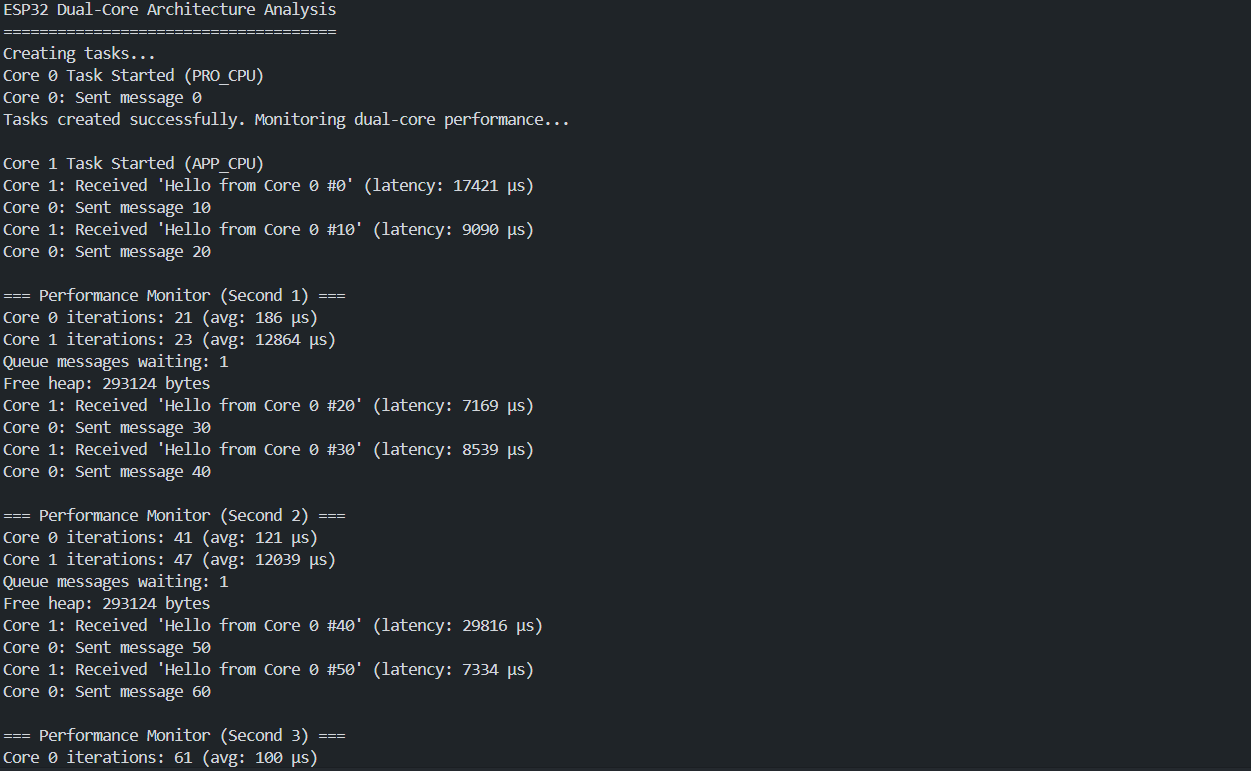 ESP32 Dual-Core Architecture Analysis
=====================================
Creating tasks...
Core 0 Task Started (PRO_CPU)
Core 0: Sent message 0
Tasks created successfully. Monitoring dual-core performance...
Core 1 Task Started (APP_CPU)
Core 1: Received 'Hello from Core 0 #0' (latency: 17421 µs)
Core 0: Sent message 10
Core 1: Received 'Hello from Core 0 #10' (latency: 9090 µs)
Core 0: Sent message 20
=== Performance Monitor (Second 1) ===
Core 0 iterations: 21 (avg: 186 µs)
Core 1 iterations: 23 (avg: 12864 µs)
Queue messages waiting: 1
Free heap: 293124 bytes
Core 1: Received 'Hello from Core 0 #20' (latency: 7169 µs)
Core 0: Sent message 30
Core 1: Received 'Hello from Core 0 #30' (latency: 8539 µs)
Core 0: Sent message 40
=== Performance Monitor (Second 2) ===
Core 0 iterations: 41 (avg: 121 µs)
Core 1 iterations: 47 (avg: 12039 µs)
Queue messages waiting: 1
Free heap: 293124 bytes
Core 1: Received 'Hello from Core 0 #40' (latency: 29816 µs)
Core 0: Sent message 50
Core 1: Received 'Hello from Core 0 #50' (latency: 7334 µs)
Core 0: Sent message 60
=== Performance Monitor (Second 3) ===
Core 0 iterations: 61 (avg: 100 µs)